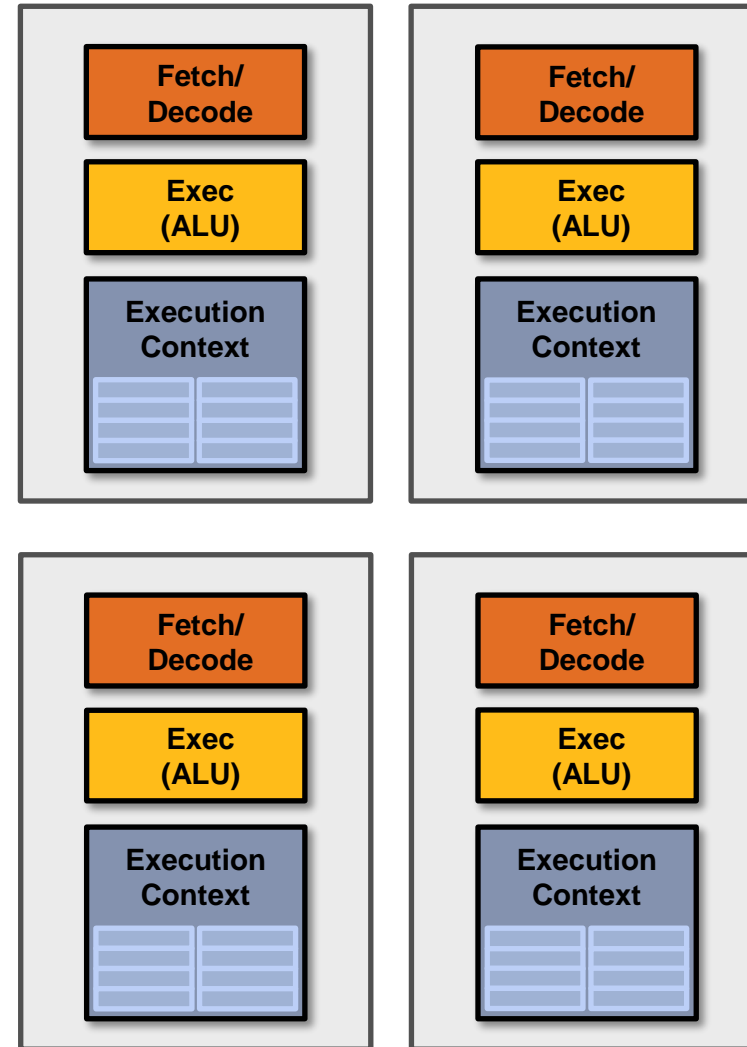 Fetch/
Decode
Exec
(ALU)
Execution
Context
Fetch/
Decode
Exec
(ALU)
Execution
Context
Fetch/
Decode
Exec
(ALU)
Execution
Context
Fetch/
Decode
Exec
(ALU)
Execution
Context